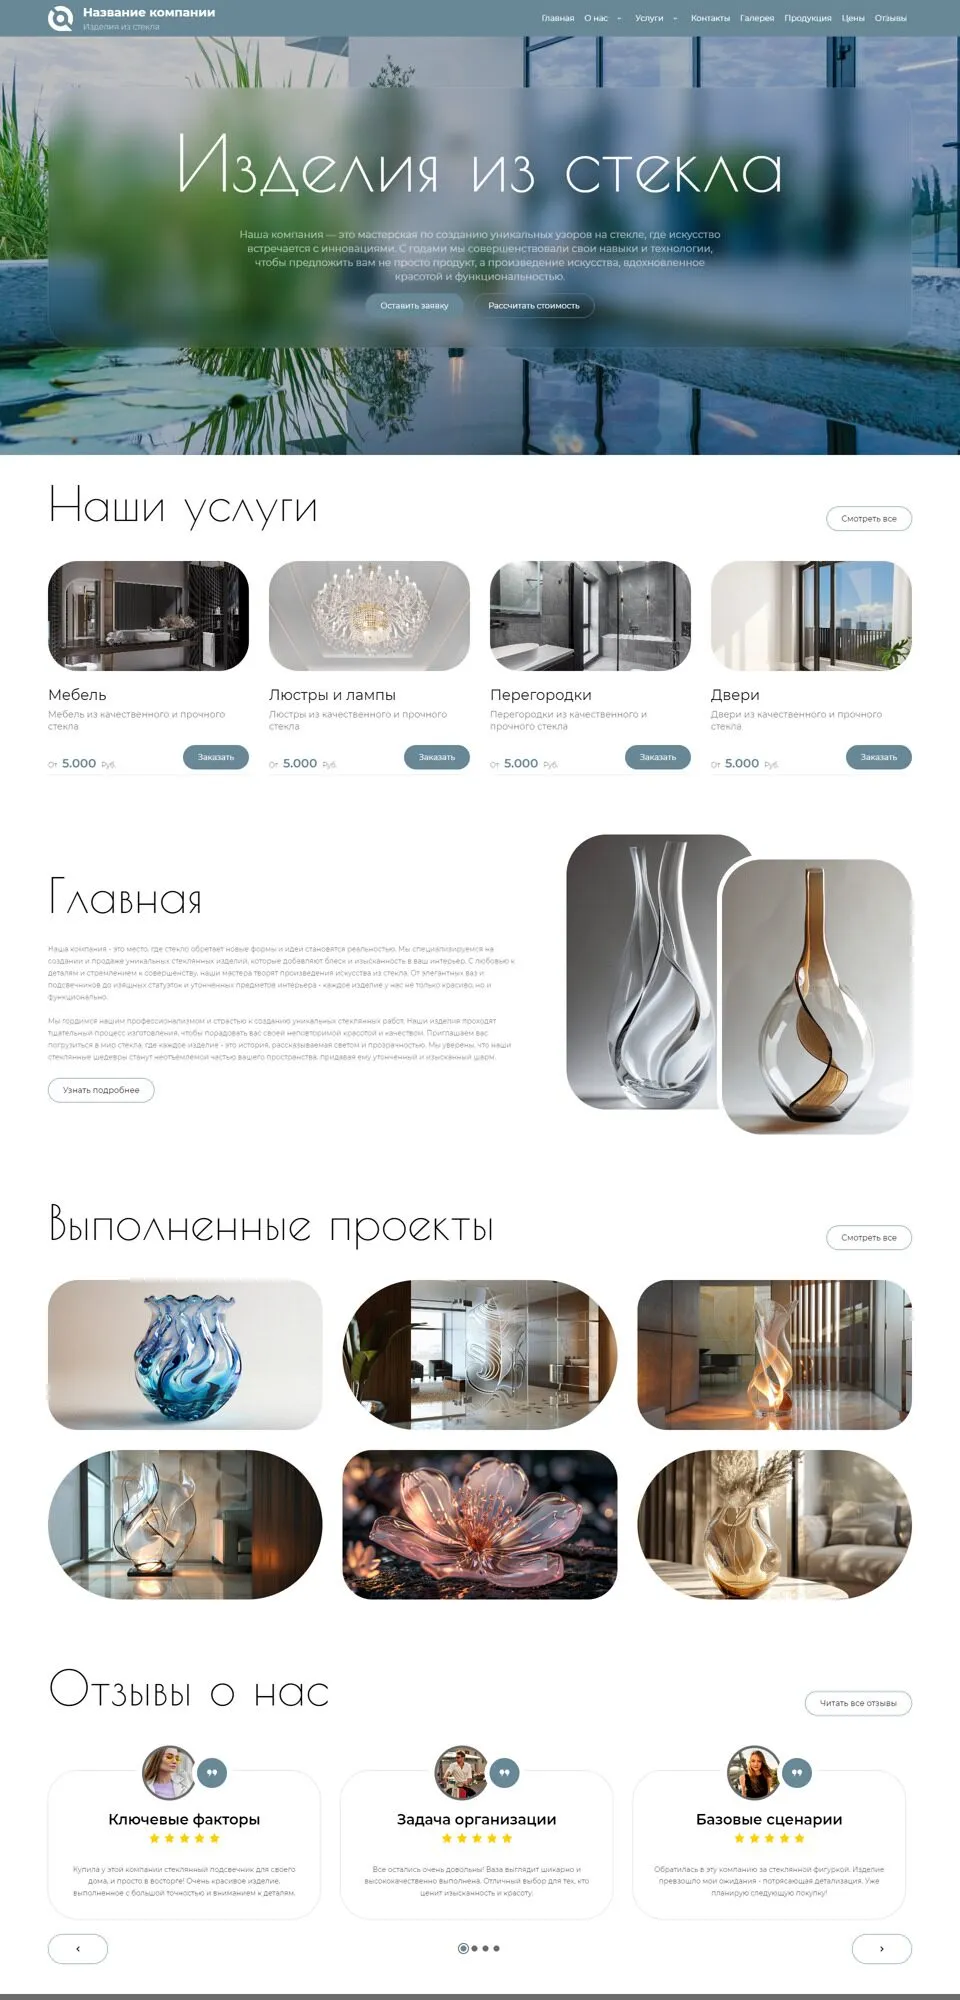 Название компании
Изделия из стекла
Главная О нас Услуги Контакты Галерея Продукция Цены Отзывы
Изделия из стекла
Наша компания — это мастерская по созданию уникальных узоров на стекле, где искусство
встречается с инновациями. С годами мы совершенствовали свои навыки и технологии,
чтобы предложить вам не просто продукт, а произведение искусства, вдохновленное
красотой и функциональностью.
Оставить заявку Рассчитать стоимость
Наши услуги
Смотреть все
Мебель
Мебель из качественного и прочного
стекла
От 5.000 Руб.
Заказать
Люстры и лампы
Люстры из качественного и прочного
стекла
От 5.000 Руб.
Заказать
Перегородки
Перегородки из качественного и
прочного стекла
От 5.000 Руб.
Заказать
Двери
Двери из качественного и прочного
стекла
От 5.000 Руб.
Заказать
Главная
Наша компания - это место, где стекло обретает новые формы и идеи становятся реальностью. Мы специализируемся на
создании и продаже уникальных стеклянных изделий, которые добавляют блеск и изысканность в ваш интерьер. С любовью к
деталям и стремлением к совершенству, наши мастера творят произведения искусства из стекла. От элегантных ваз и
подсвечников до изящных статуэток и утонченных предметов интерьера - каждое изделие у нас не только красиво, но и
функционально.
Мы гордимся нашим профессионализмом и страстью к созданию уникальных стеклянных работ. Наши изделия проходят
тщательный процесс изготовления, чтобы порадовать вас своей неповторимой красотой и качеством. Приглашаем вас
погрузиться в мир стекла, где каждое изделие - это история, рассказываемая светом и прозрачностью. Мы уверены, что наши
стеклянные шедевры станут неотъемлемой частью вашего пространства, придавая ему утонченный и изысканный шарм.
Узнать подробнее
Выполненные проекты
Смотреть все
Отзывы о нас
Читать все отзывы
Ключевые факторы
Купила у этой компании стеклянный подсвечник для своего
дома, и просто в восторге! Очень красивое изделие,
выполненное с большой точностью и вниманием к деталям.
Задача организации
Все остались очень довольны! Ваза выглядит шикарно и
высококачественно выполнена. Отличный выбор для тех, кто
ценит изысканность и красоту.
Базовые сценарии
Обратилась в эту компанию за стеклянной фигуркой. Изделие
превзошло мои ожидания - потрясающая детализация. Уже
планирую следующую покупку!